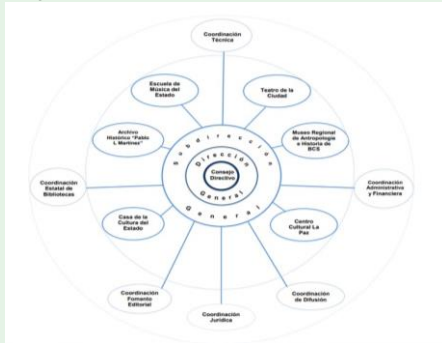 Coordinación
Técnica
Escuela de
Música del
Estado
Teatro de la
Ciudad
Archivo
Histórico "Pablo
L Martínez"
Museo Regional
de Antropología
e Historia de
BCS
Subdirección
General
Dirección
General
Consejo
Directivo
Coordinación
Estatal de
Bibliotecas
Coordinación
Administrativa
y Financiera
Casa de la
Cultura del
Estado
Centro
Cultural La
Paz
Coordinación
Fomento
Editorial
Coordinación
Jurídica
Coordinación
de Difusión